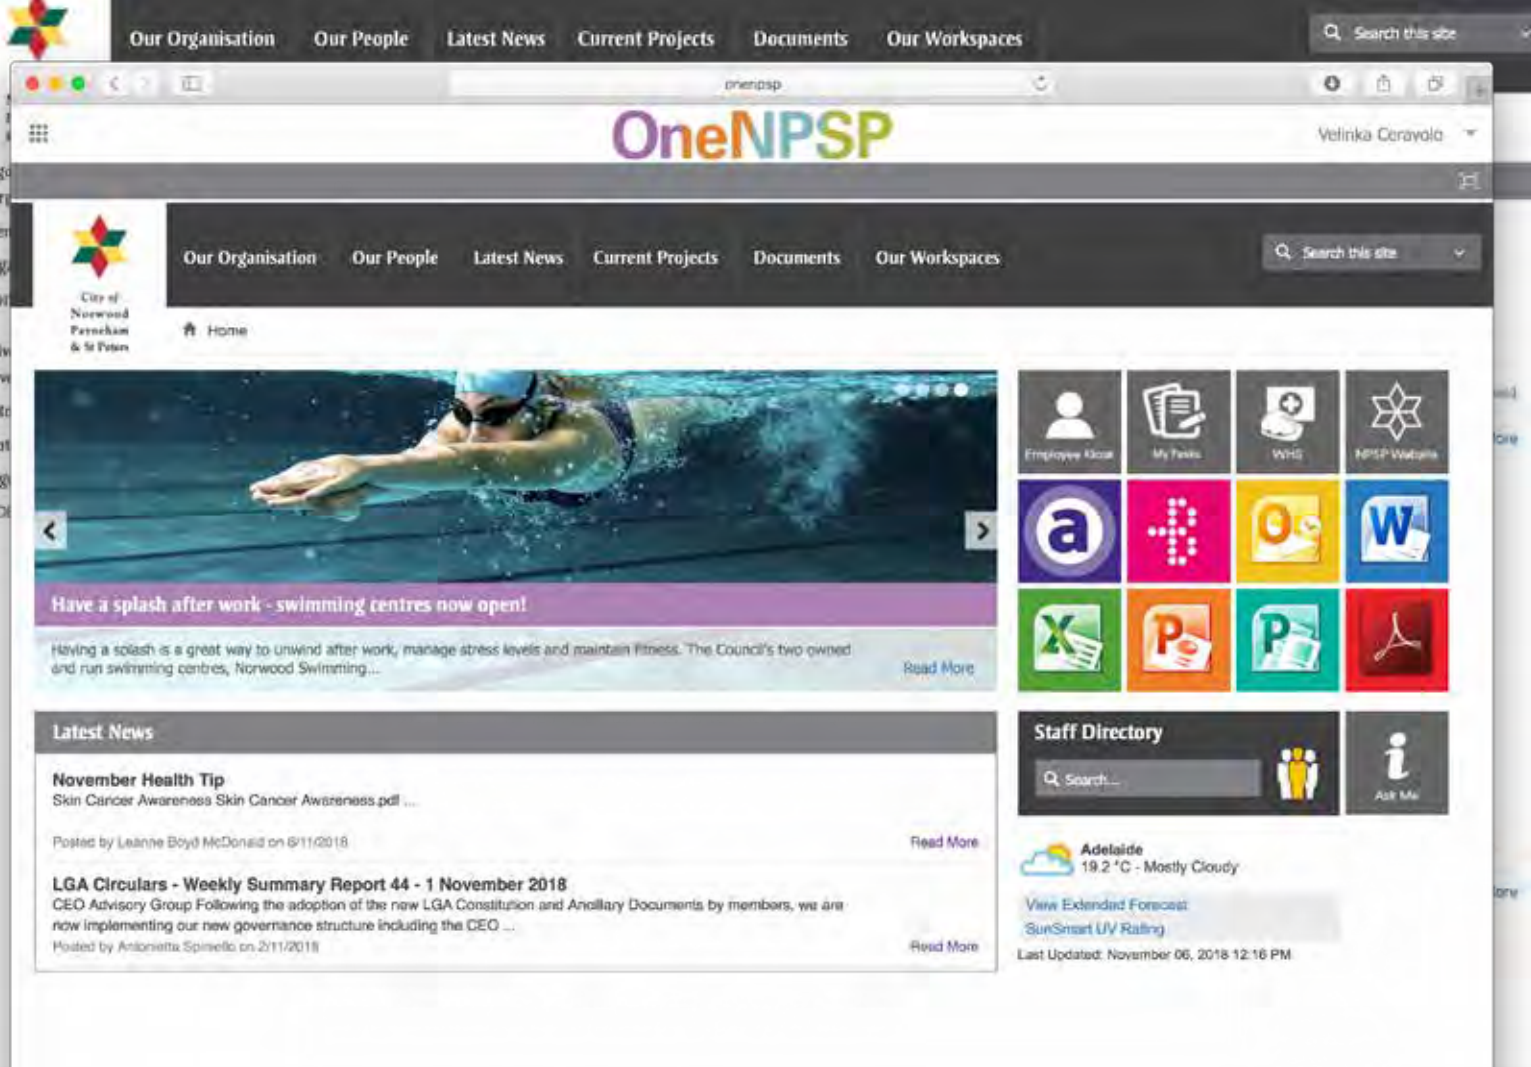 Our Organisation Our People Latest News Current Projects Documents Our Workspaces
Search this site
onenpsp
OneNPSP
Velinka Ceravolo
Our Organisation Our People Latest News Current Projects Documents Our Workspaces
Search this site
City of
Norwood
Payneham
& St Peters
Home
Have a splash after work - swimming centres now open!
Having a splash is a great way to unwind after work, manage stress levels and maintain fitness. The Council's two owned
and run swimming centres, Norwood Swimming...
Read More
Employee Kiosk My Tasks WHS NPSP Website
a
W
Latest News
November Health Tip
Skin Cancer Awareness Skin Cancer Awareness.pdf ...
Posted by Leanne Boyd McDonald on 6/11/2018
Read More
LGA Circulars - Weekly Summary Report 44 - 1 November 2018
CEO Advisory Group Following the adoption of the new LGA Constitution and Ancillary Documents by members, we are
now implementing our new governance structure including the CEO ...
Posted by Antonietta Spiniello on 2/11/2018
Read More
Staff Directory
Search...
Ask Me
Adelaide
19.2 °C - Mostly Cloudy
View Extended Forecast
SunSmart UV Rating
Last Updated: November 06, 2018 12:16 PM